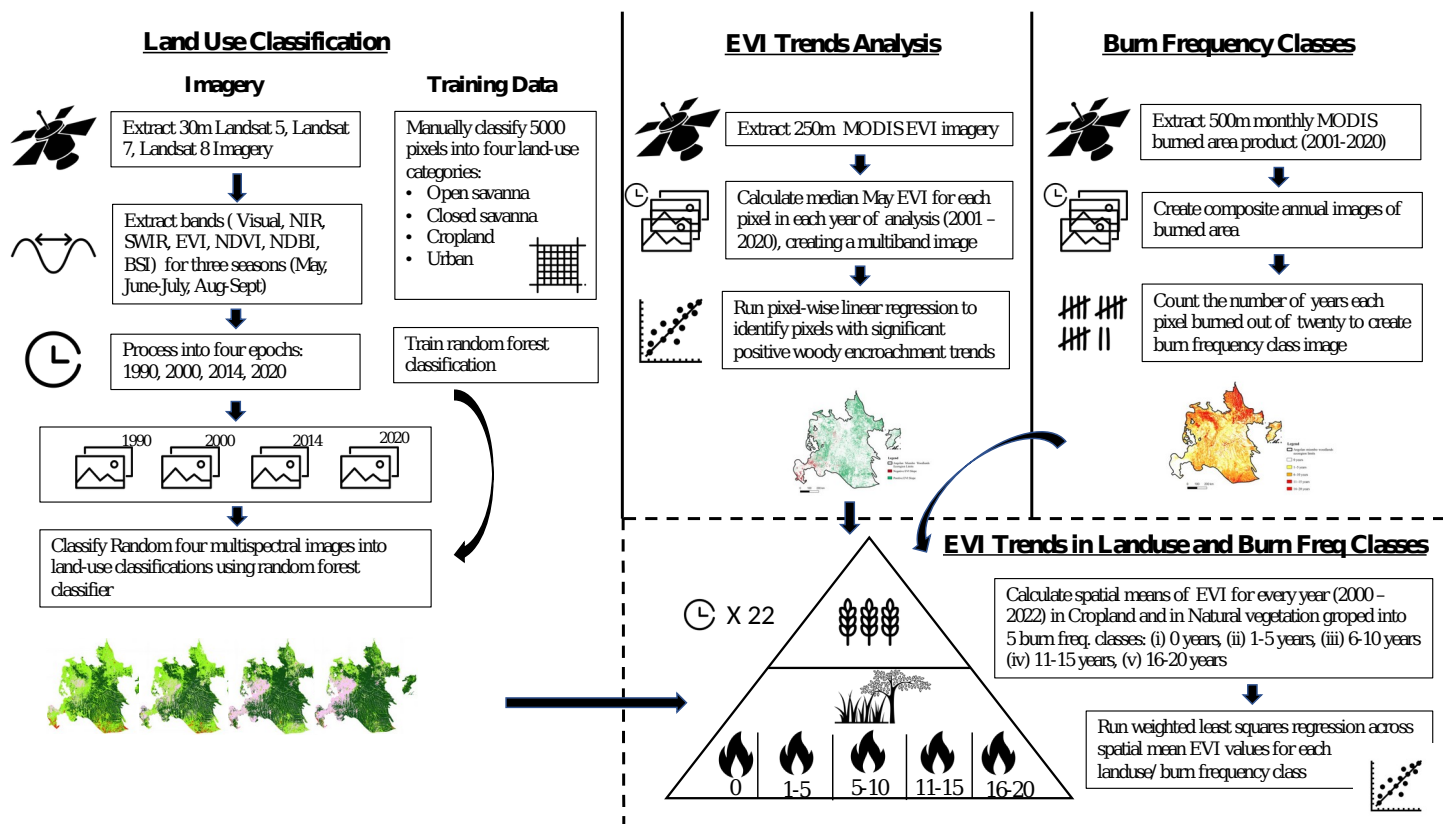 Land Use Classification
Imagery
Extract 30m Landsat 5, Landsat
7, Landsat 8 Imagery
Extract bands ( Visual, NIR,
SWIR, EVI, NDVI, NDBI,
BSI) for three seasons (May,
June-July, Aug-Sept)
Process into four epochs:
1990, 2000, 2014, 2020
Training Data
Manually classify 5000
pixels into four land-use
categories:
• Open savanna
• Closed savanna
• Cropland
• Urban
Train random forest
classification
1990
2000
2014
2020
Classify Random four multispectral images into
land-use classifications using random forest
classifier
EVI Trends Analysis
Extract 250m MODIS EVI imagery
Calculate median May EVI for each
pixel in each year of analysis (2001 –
2020), creating a multiband image
Run pixel-wise linear regression to
identify pixels with significant
positive woody encroachment trends
Legend
Burn Frequency Classes
Extract 500m monthly MODIS
burned area product (2001-2020)
Create composite annual images of
burned area
Count the number of years each
pixel burned out of twenty to create
burn frequency class image
Legend
EVI Trends in Landuse and Burn Freq Classes
X 22
0
1-5
5-10
11-15
16-20
Calculate spatial means of EVI for every year (2000 –
2022) in Cropland and in Natural vegetation groped into
5 burn freq. classes: (i) 0 years, (ii) 1-5 years, (iii) 6-10 years
(iv) 11-15 years, (v) 16-20 years
Run weighted least squares regression across
spatial mean EVI values for each
landuse/burn frequency class